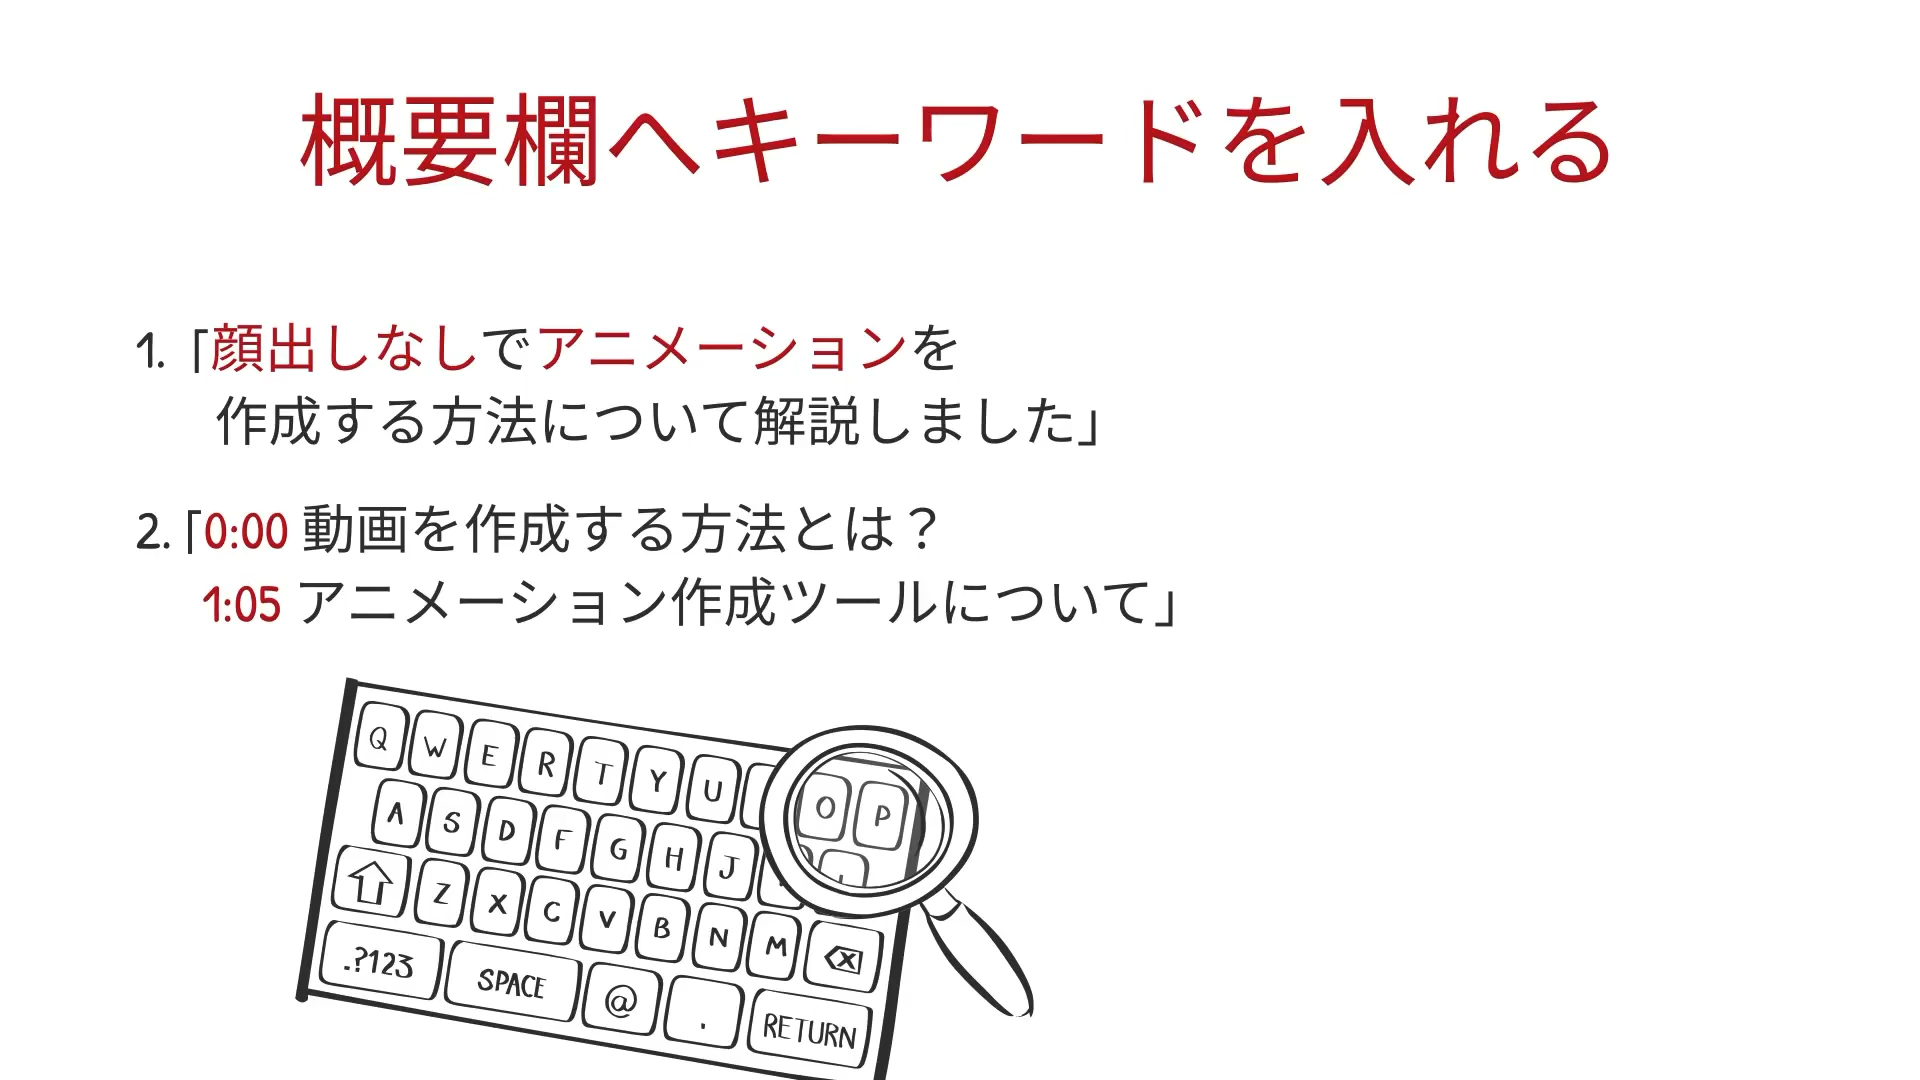 概要欄へキーワードを入れる
1. 「顔出しなしでアニメーションを
作成する方法について解説しました」
2. 「0:00 動画を作成する方法とは？
1:05 アニメーション作成ツールについて」
Q W E R T Y U O P
A S D F G H J
Z X C V B N M
.?123 SPACE @ . RETURN